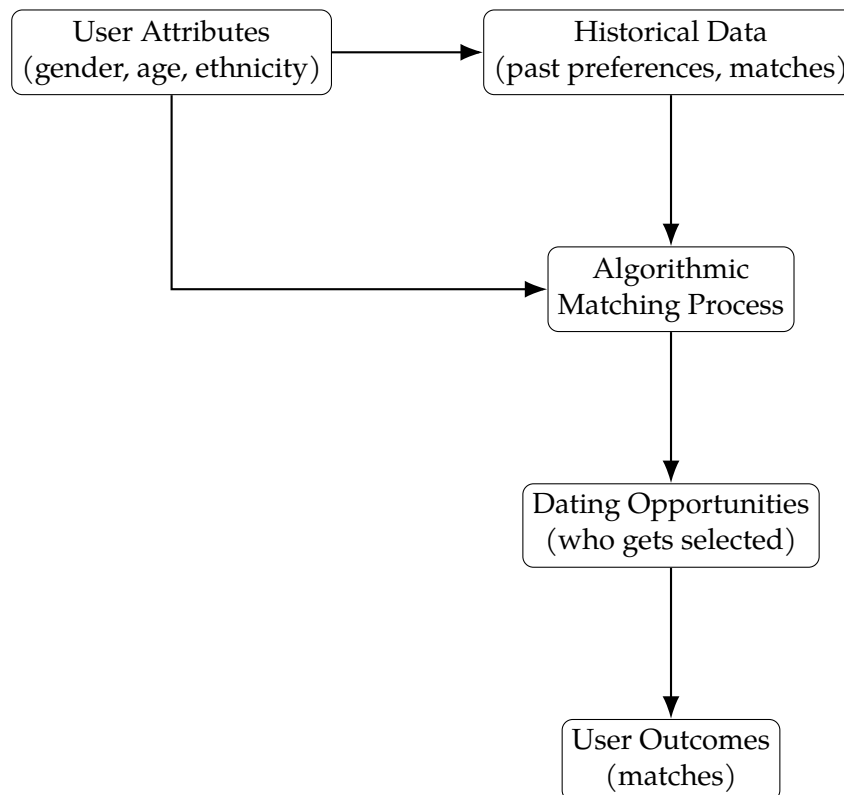 User Attributes
(gender, age, ethnicity)
Historical Data
(past preferences, matches)
Algorithmic
Matching Process
Dating Opportunities
(who gets selected)
User Outcomes
(matches)